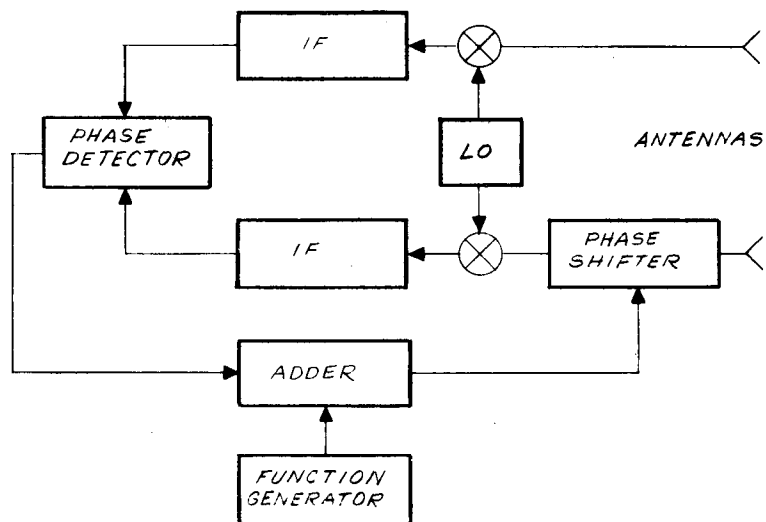 IF
PHASE
DETECTOR
LO
ANTENNAS
IF
PHASE
SHIFTER
ADDER
FUNCTION
GENERATOR